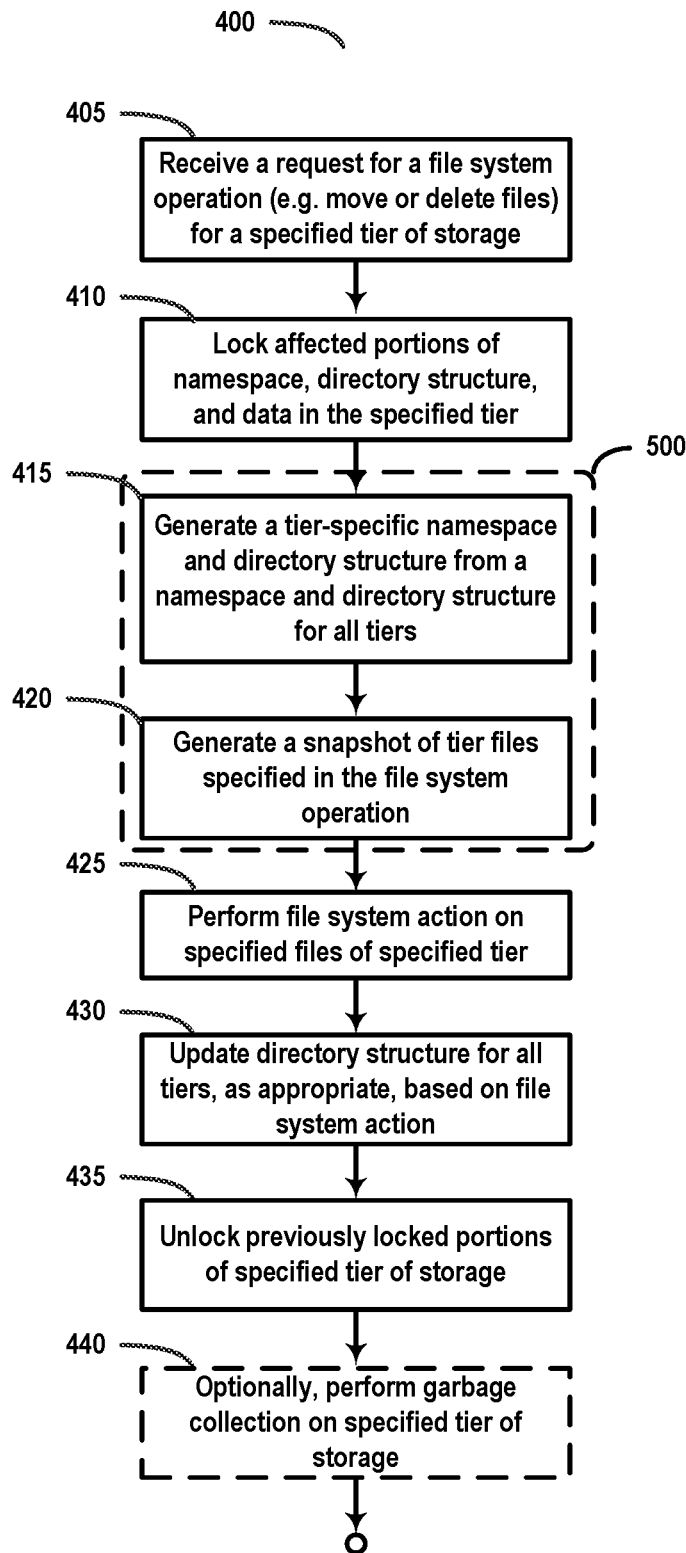 400
405
Receive a request for a file system
operation (e.g. move or delete files)
for a specified tier of storage
410
Lock affected portions of
namespace, directory structure,
and data in the specified tier
500
415
Generate a tier-specific namespace
and directory structure from a
namespace and directory structure
for all tiers
420
Generate a snapshot of tier files
specified in the file system
operation
425
Perform file system action on
specified files of specified tier
430
Update directory structure for all
tiers, as appropriate, based on file
system action
435
Unlock previously locked portions
of specified tier of storage
440
Optionally, perform garbage
collection on specified tier of
storage